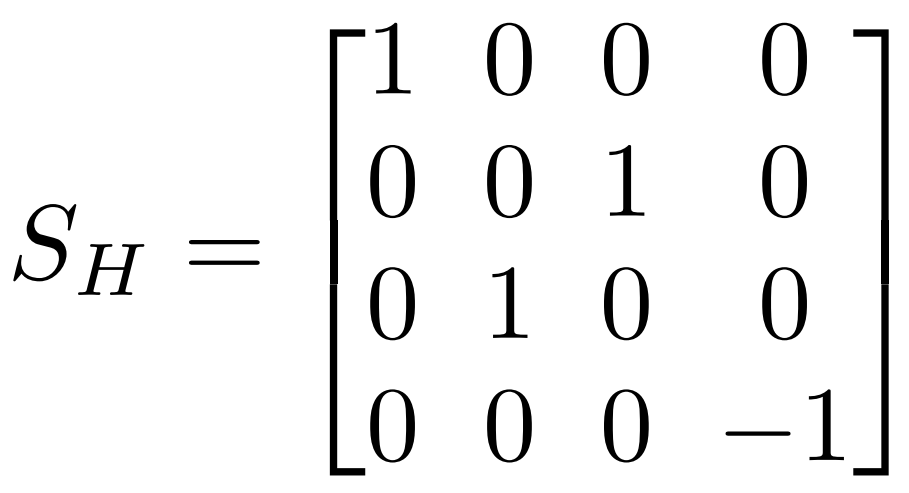 1 0 0 0
0 0 1 0
S_H =
0 1 0 0
0 0 0 −1